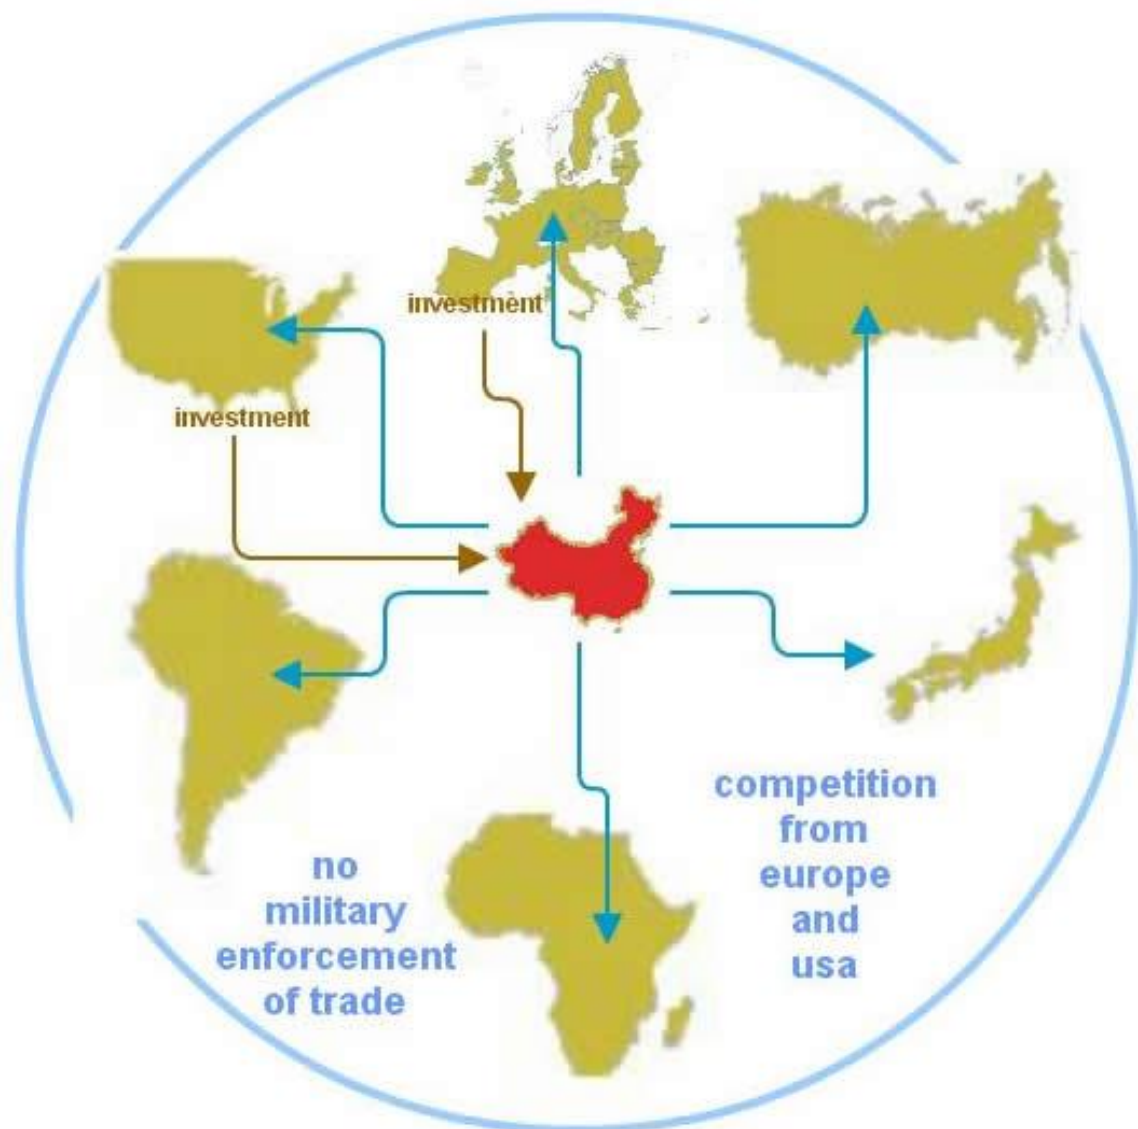 investment
investment
competition
from
europe
and
usa
no
military
enforcement
of trade